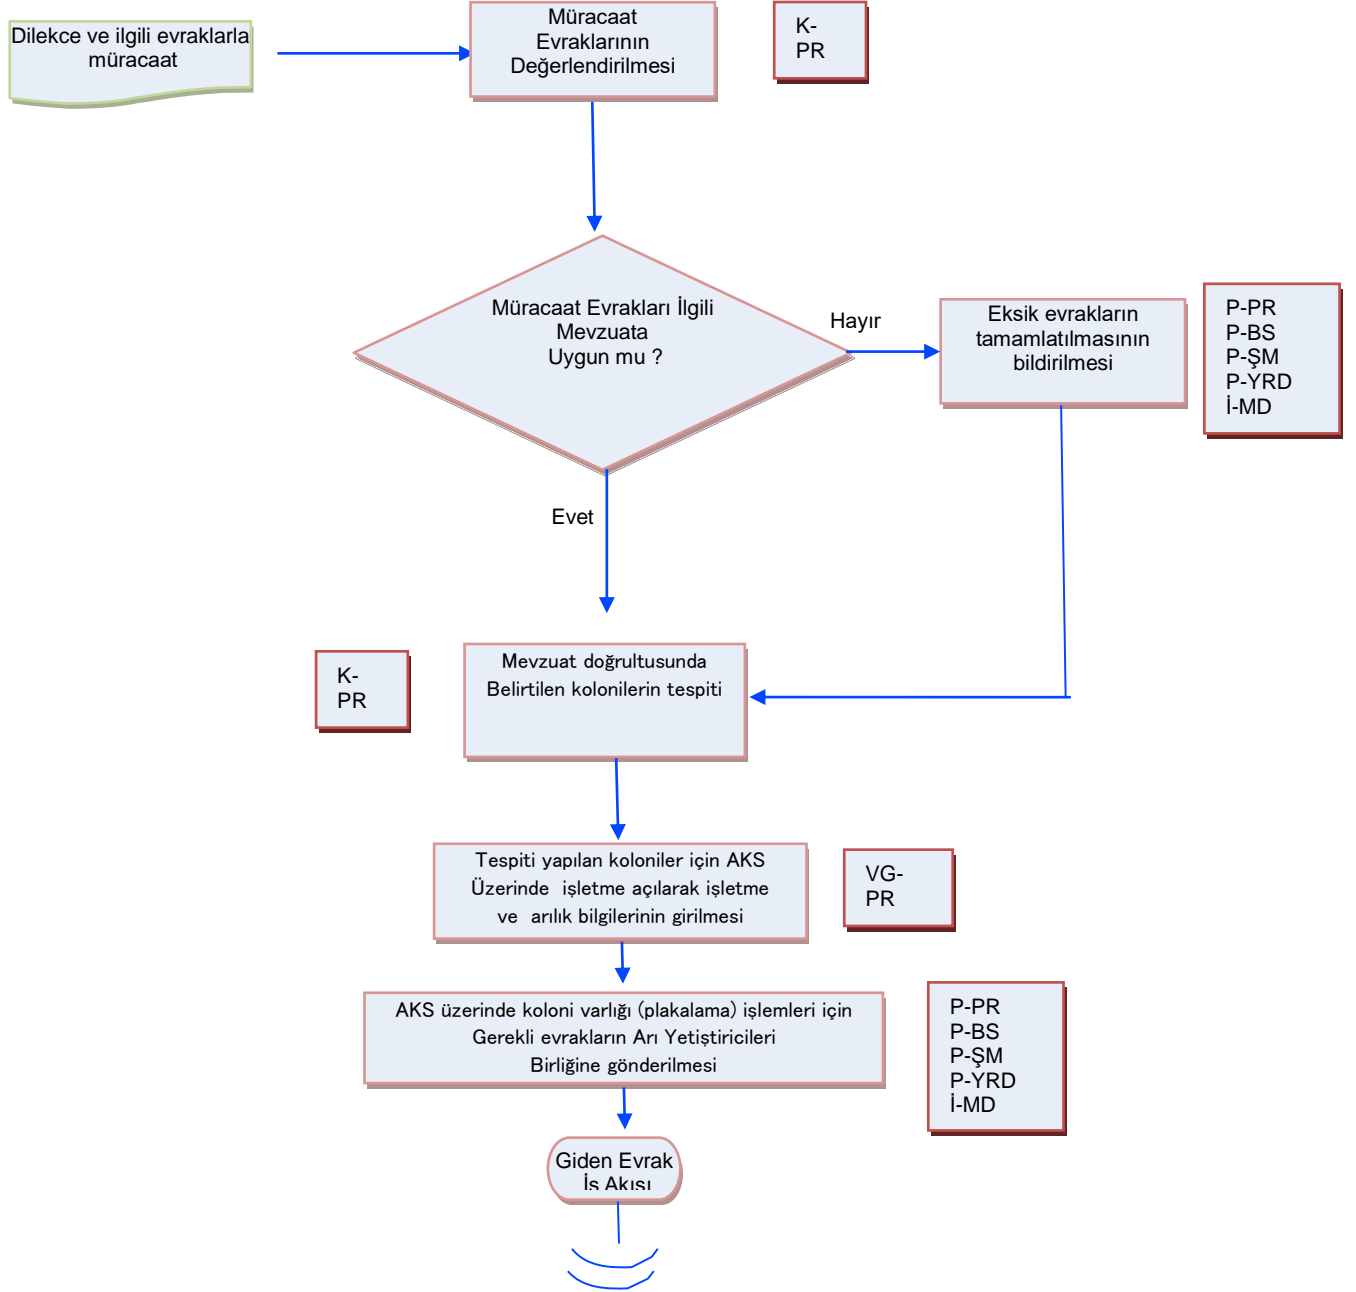 Dilekce ve ilgili evraklarla
müracaat
Müracaat
Evraklarının
Değerlendirilmesi
K-
PR
Müracaat Evrakları İlgili
Mevzuata
Uygun mu ?
Hayır
Eksik evrakların
tamamlatılmasının
bildirilmesi
P-PR
P-BS
P-ŞM
P-YRD
İ-MD
Evet
K-
PR
Mevzuat doğrultusunda
Belirtilen kolonilerin tespiti
Tespiti yapılan koloniler için AKS
Üzerinde işletme açılarak işletme
ve arılık bilgilerinin girilmesi
VG-
PR
AKS üzerinde koloni varlığı (plakalama) işlemleri için
Gerekli evrakların Arı Yetiştiricileri
Birliğine gönderilmesi
P-PR
P-BS
P-ŞM
P-YRD
İ-MD
Giden Evrak
İş Akışı